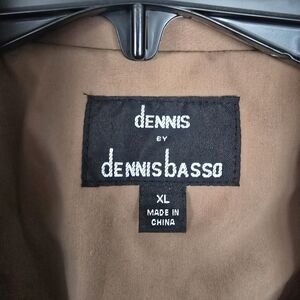 dENNIS
BY
dENNISbASSO
XL
MADE IN
CHINA